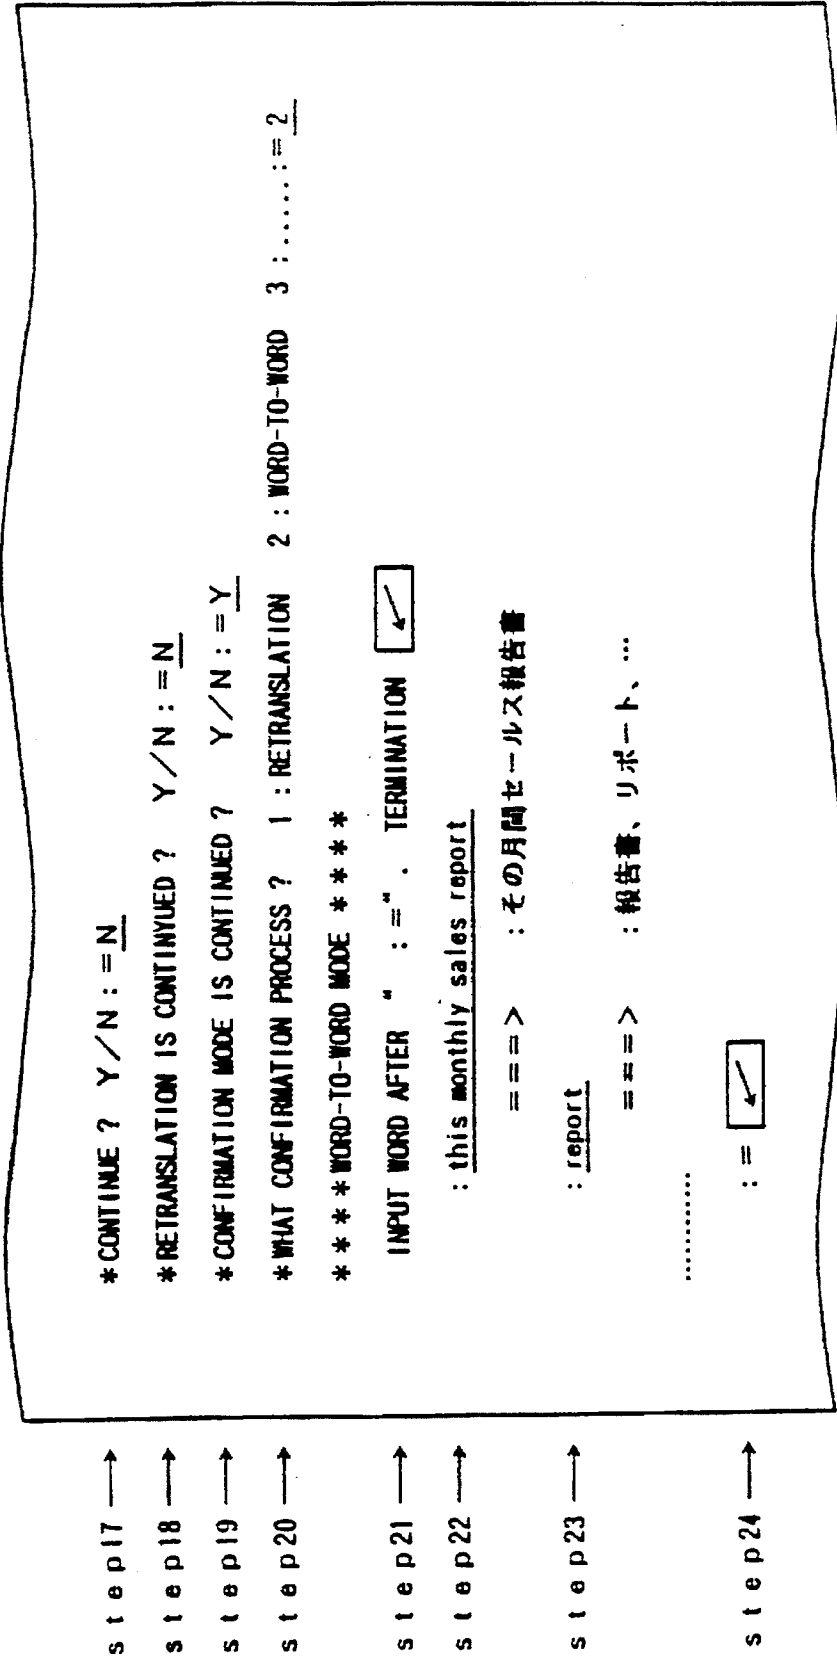 step17 → *CONTINUE ? Y/N:=N
step18 → *RETRANSLATION IS CONTINYUED ? Y/N:=N
step19 → *CONFIRMATION MODE IS CONTINUED ? Y/N:=Y
step20 → *WHAT CONFIRMATION PROCESS ? 1:RETRANSLATION 2:WORD-TO-WORD 3:.....:=2
****WORD-TO-WORD MODE ****
step21 → INPUT WORD AFTER " :=". TERMINATION ↙
step22 → :this monthly sales report
===> :その月間セールス報告書
step23 → :report
===> :報告書、リポート、…
............
step24 → := ↙